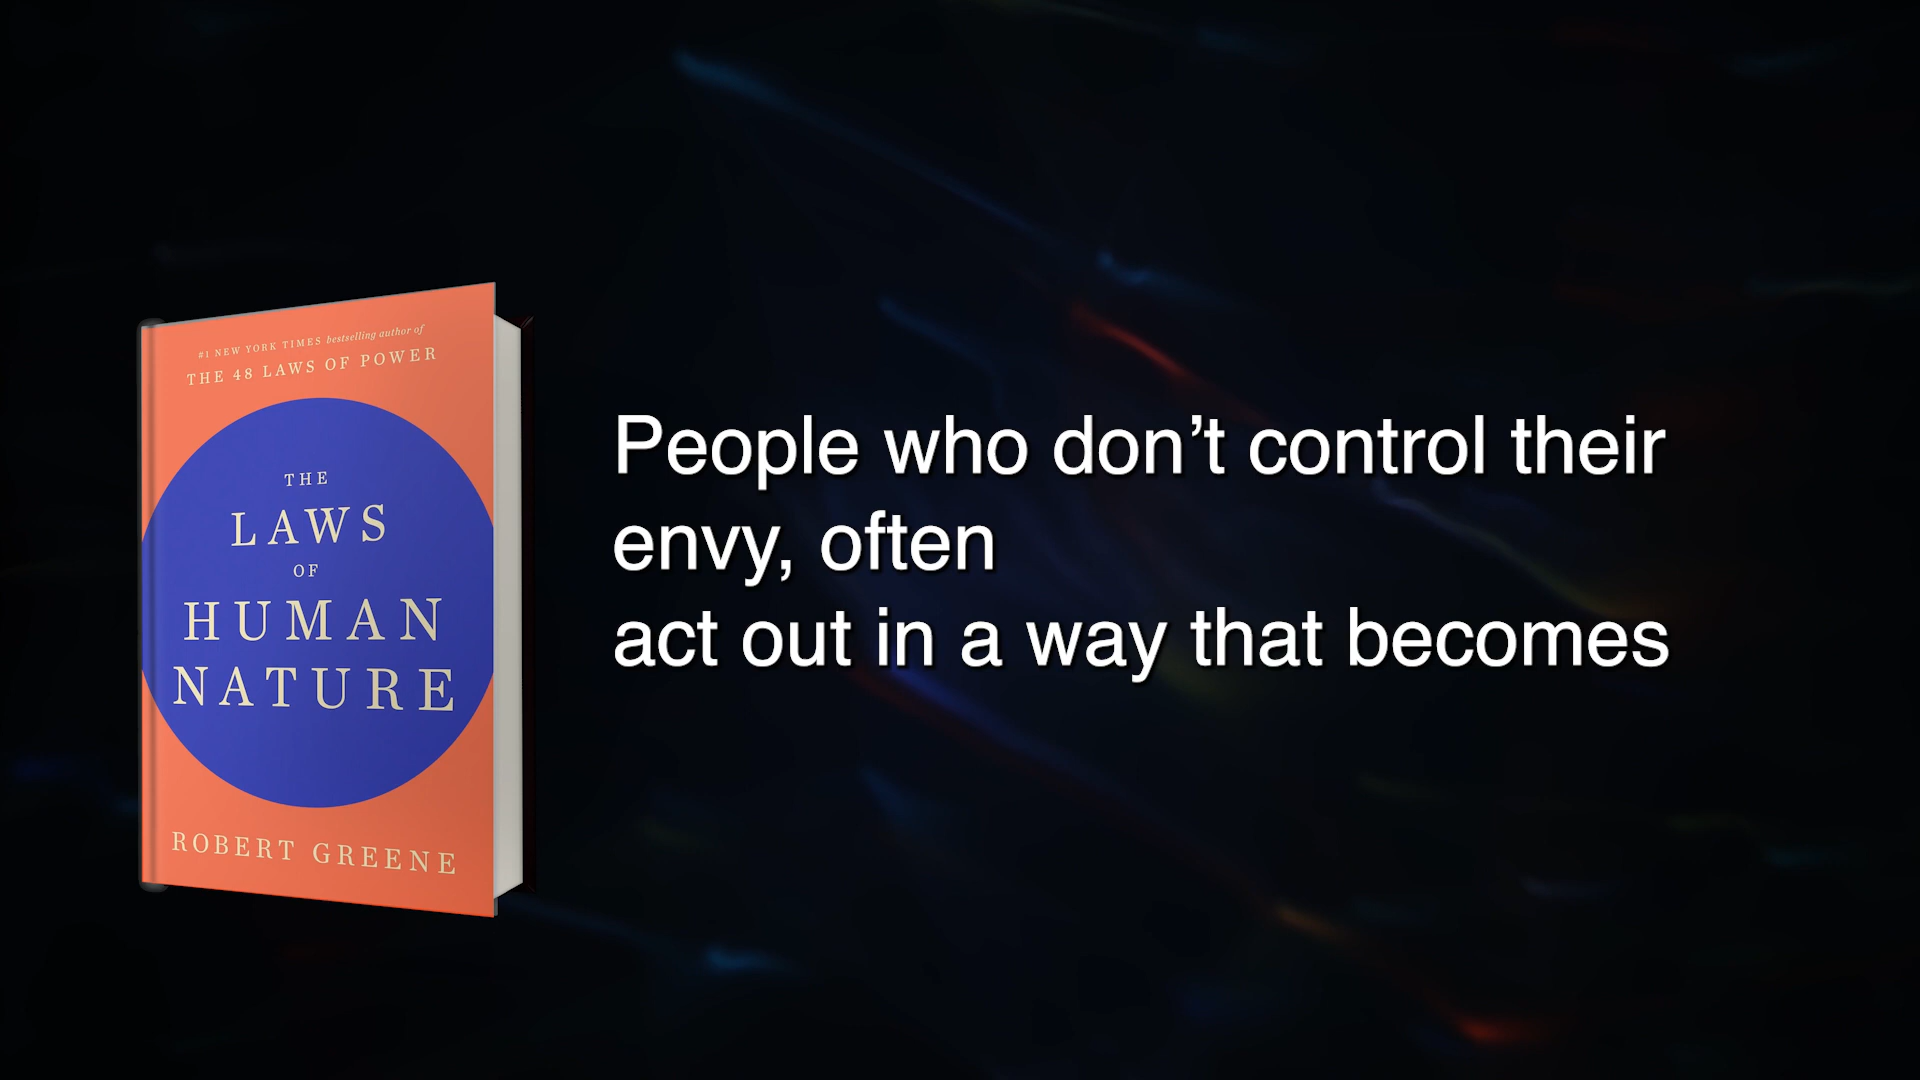 #1 NEW YORK TIMES bestselling author of
THE 48 LAWS OF POWER
THE
LAWS
OF
HUMAN
NATURE
ROBERT GREENE
People who don’t control their
envy, often
act out in a way that becomes